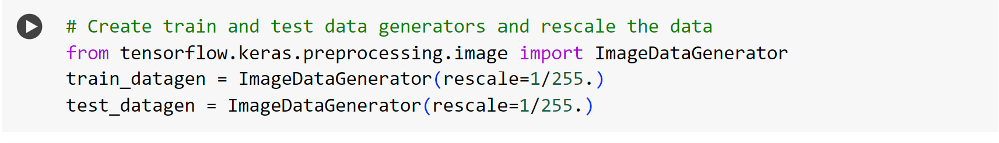 # Create train and test data generators and rescale the data
from tensorflow.keras.preprocessing.image import ImageDataGenerator
train_datagen = ImageDataGenerator(rescale=1/255.)
test_datagen = ImageDataGenerator(rescale=1/255.)